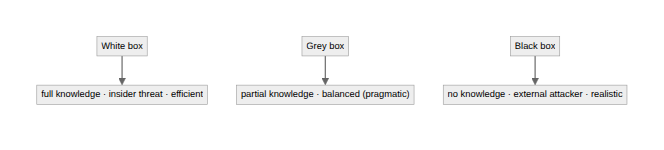 White box
Grey box
Black box
full knowledge · insider threat · efficient
partial knowledge · balanced (pragmatic)
no knowledge · external attacker · realistic